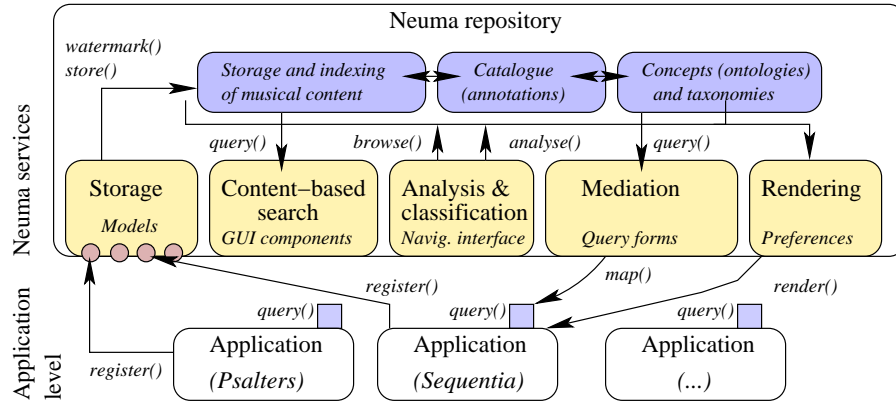 Neuma repository
watermark()
store()
Storage and indexing
of musical content
Catalogue
(annotations)
Concepts (ontologies)
and taxonomies
Neuma services
query()
browse()
analyse()
query()
Storage
Models
Content−based
search
GUI components
Analysis &
classification
Navig. interface
Mediation
Query forms
Rendering
Preferences
Application
level
register()
map()
render()
query()
query()
query()
register()
Application
(Psalters)
Application
(Sequentia)
Application
(...)